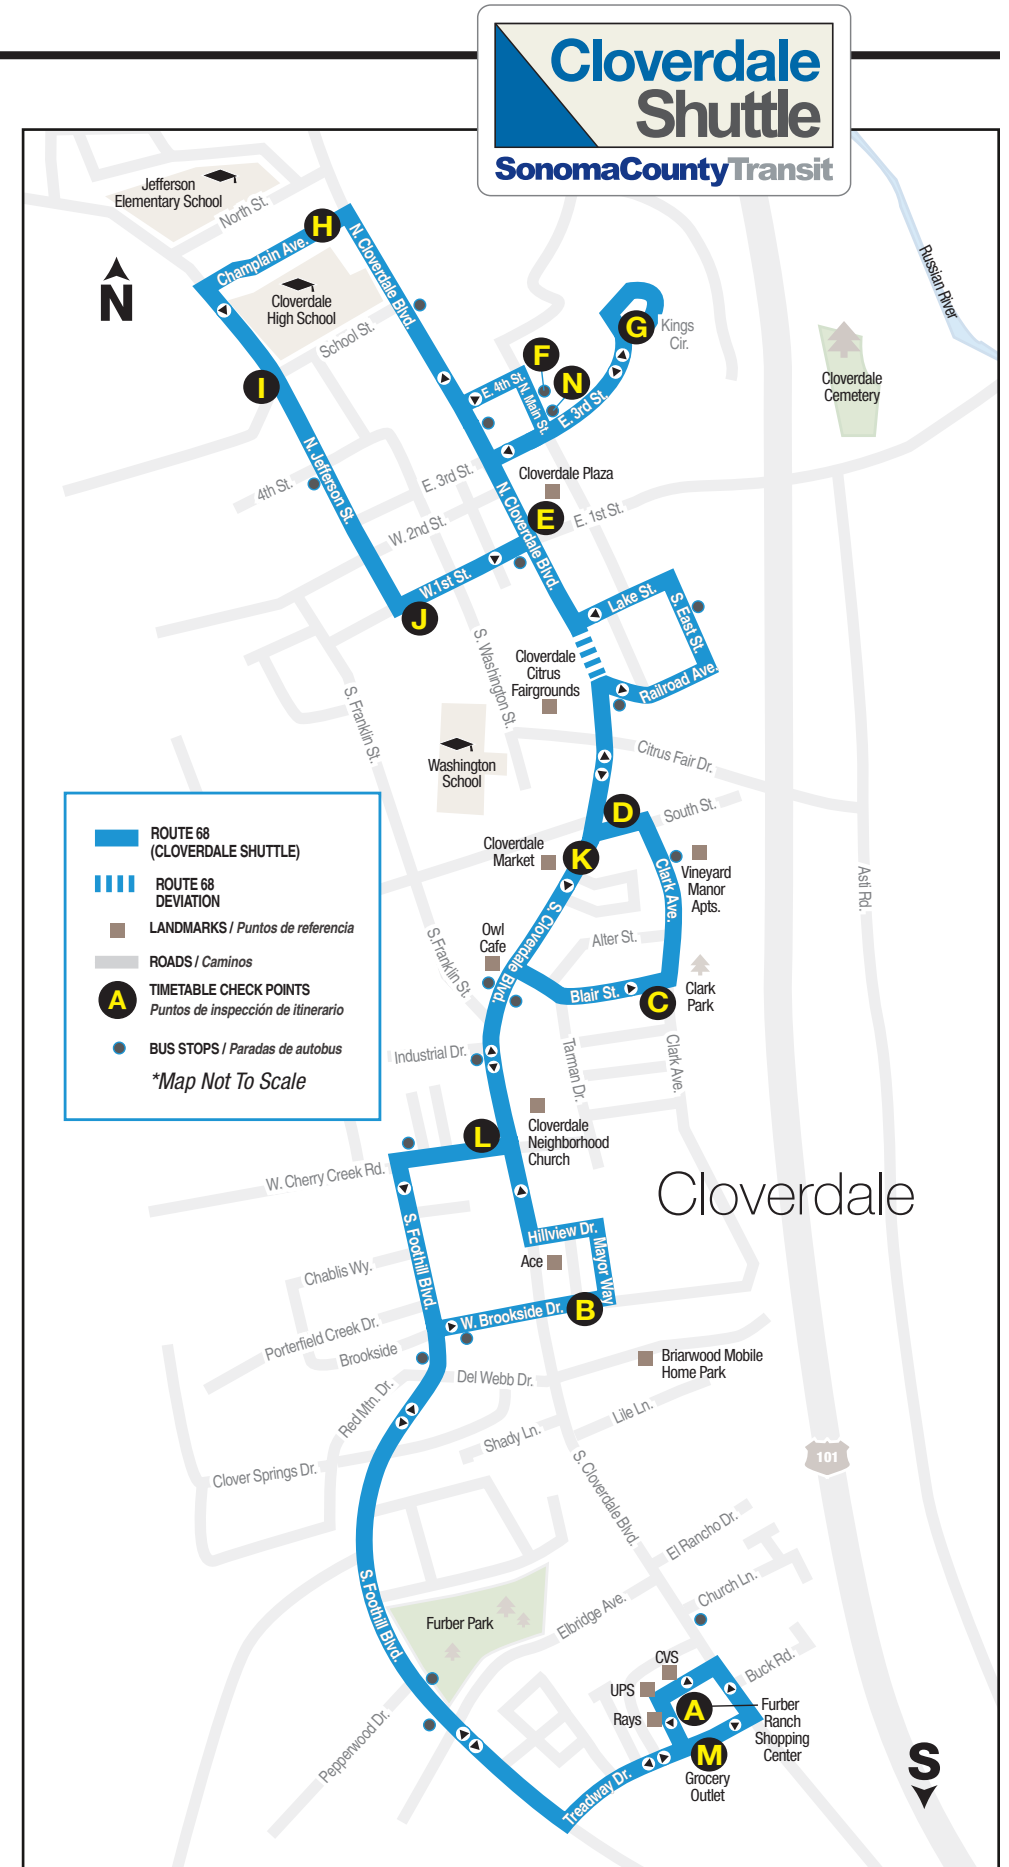 Cloverdale
Shuttle
SonomaCountyTransit
Jefferson
Elementary School
North St.
H
Champlain Ave.
N. Cloverdale Blvd.
N
Cloverdale
High School
School St.
Russian River
G
Kings
Cir.
F
N
E. 4th St.
N. Main St.
E. 3rd St.
Cloverdale
Cemetery
I
N. Jefferson St.
4th St.
E. 3rd St.
Cloverdale Plaza
W. 2nd St.
N. Cloverdale Blvd.
E
E. 1st St.
W.1st St.
J
Lake St.
S. East St.
Railroad Ave.
S. Washington St.
Cloverdale
Citrus
Fairgrounds
S. Franklin St.
Washington
School
Citrus Fair Dr.
D
South St.
ROUTE 68
(CLOVERDALE SHUTTLE)
ROUTE 68
DEVIATION
LANDMARKS / Puntos de referencia
ROADS / Caminos
A
TIMETABLE CHECK POINTS
Puntos de inspección de itinerario
BUS STOPS / Paradas de autobus
*Map Not To Scale
Cloverdale
Market
K
Clark Ave.
Vineyard
Manor
Apts.
Asti Rd.
S. Cloverdale Blvd.
Owl
Cafe
S.Franklin St.
Alter St.
Blair St.
C
Clark
Park
Industrial Dr.
Tarman Dr.
Clark Ave.
L
Cloverdale
Neighborhood
Church
W. Cherry Creek Rd.
Cloverdale
S. Foothill Blvd.
Hillview Dr.
Mayor Way
Ace
Chablis Wy.
B
W. Brookside Dr.
Porterfield Creek Dr.
Brookside
Briarwood Mobile
Home Park
Del Webb Dr.
Red Mtn. Dr.
Lile Ln.
Shady Ln.
101
Clover Springs Dr.
S. Cloverdale Blvd.
El Rancho Dr.
S. Foothill Blvd.
Church Ln.
Furber Park
Elbridge Ave.
CVS
Buck Rd.
UPS
Rays
A
Furber
Ranch
Shopping
Center
Pepperwood Dr.
M
Grocery
Outlet
Treadway Dr.
S